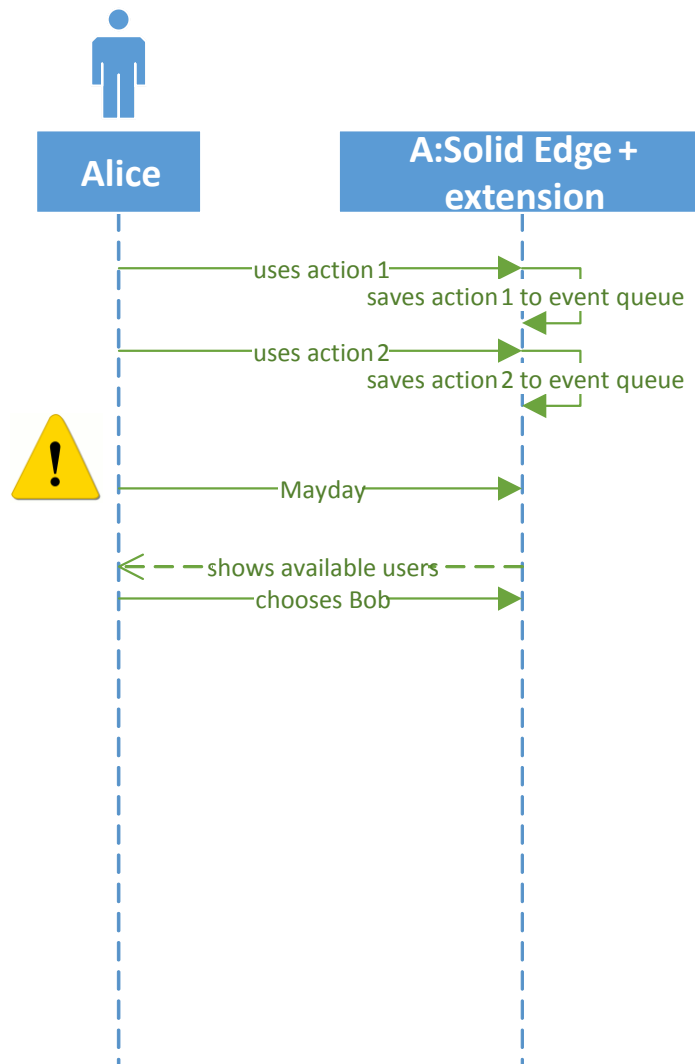 Alice
A:Solid Edge +
extension
uses action 1
saves action 1 to event queue
uses action 2
saves action 2 to event queue
!
Mayday
shows available users
chooses Bob